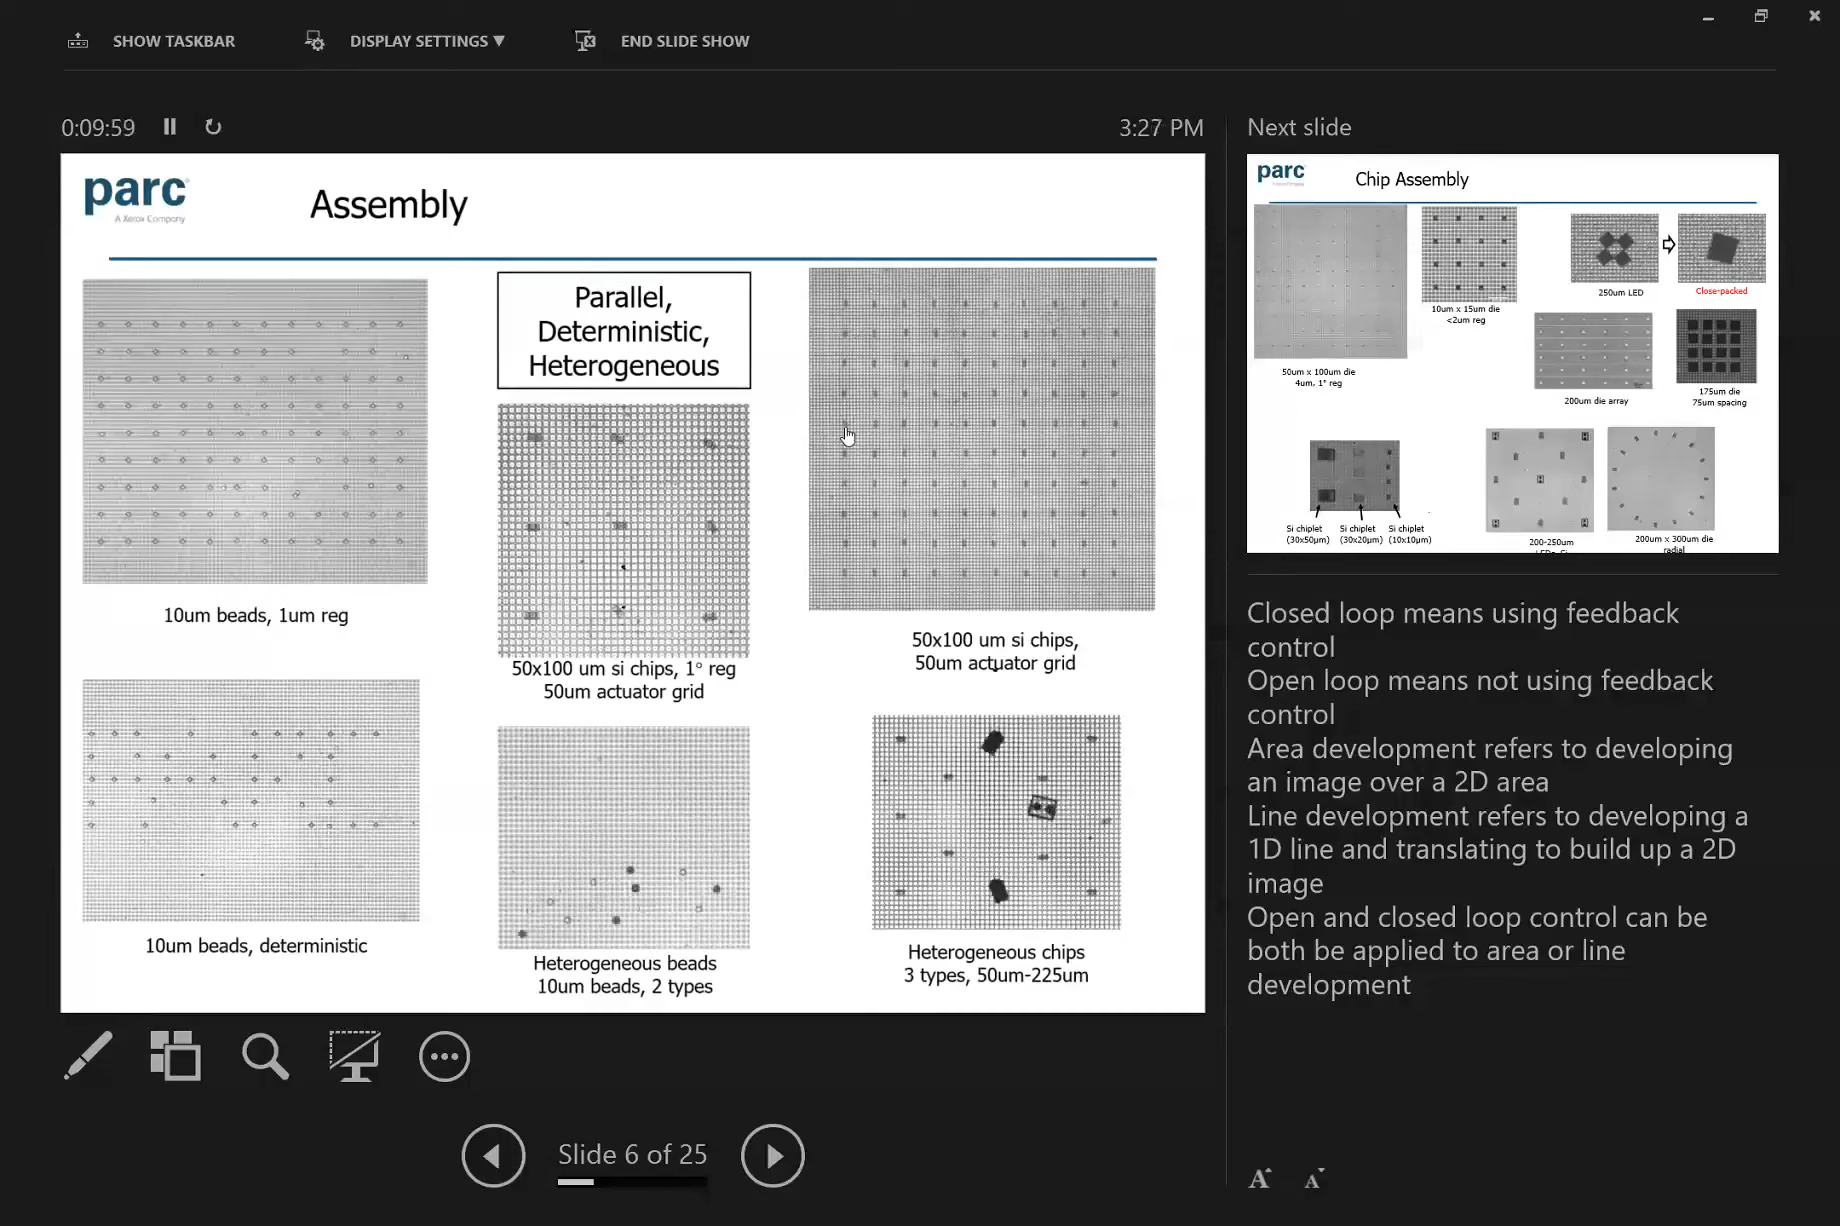 SHOW TASKBAR
DISPLAY SETTINGS ▼
END SLIDE SHOW
0:09:59
3:27 PM
parc
A Xerox Company
Assembly
Parallel,
Deterministic,
Heterogeneous
10um beads, 1um reg
50x100 um si chips, 1° reg
50um actuator grid
50x100 um si chips,
50um actuator grid
10um beads, deterministic
Heterogeneous beads
10um beads, 2 types
Heterogeneous chips
3 types, 50um-225um
Slide 6 of 25
Next slide
parc
Chip Assembly
50um x 100um die
4um, 1° reg
10um x 15um die
<2um reg
250um LED
Close-packed
200um die array
175um die
75um spacing
Si chiplet
(30x50µm)
Si chiplet
(30x20µm)
Si chiplet
(10x10µm)
200-250um
200um x 300um die
radial
Closed loop means using feedback
control
Open loop means not using feedback
control
Area development refers to developing
an image over a 2D area
Line development refers to developing a
1D line and translating to build up a 2D
image
Open and closed loop control can be
both be applied to area or line
development
A A